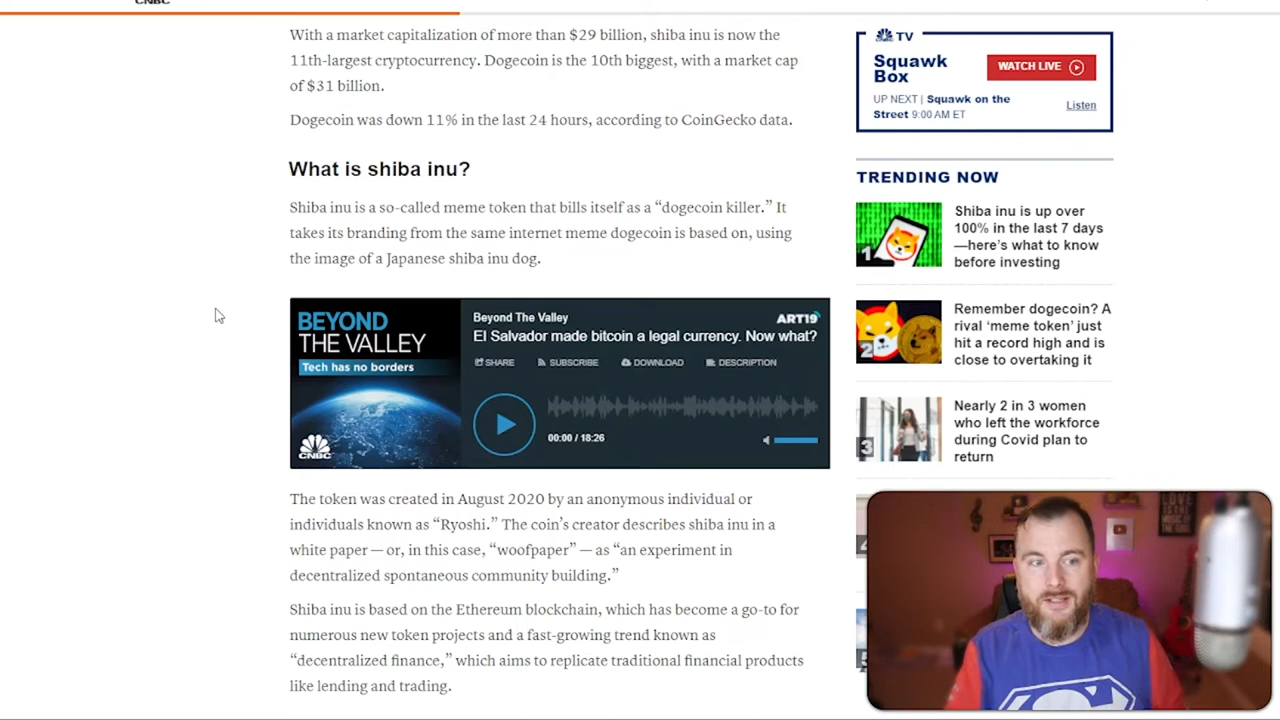 CNBC
With a market capitalization of more than $29 billion, shiba inu is now the
11th-largest cryptocurrency. Dogecoin is the 10th biggest, with a market cap
of $31 billion.
Dogecoin was down 11% in the last 24 hours, according to CoinGecko data.
What is shiba inu?
Shiba inu is a so-called meme token that bills itself as a “dogecoin killer.” It
takes its branding from the same internet meme dogecoin is based on, using
the image of a Japanese shiba inu dog.
BEYOND
THE VALLEY
Tech has no borders
CNBC
Beyond The Valley
ART19
El Salvador made bitcoin a legal currency. Now what?
SHARE SUBSCRIBE DOWNLOAD DESCRIPTION
00:00 / 18:26
The token was created in August 2020 by an anonymous individual or
individuals known as “Ryoshi.” The coin’s creator describes shiba inu in a
white paper — or, in this case, “woofpaper” — as “an experiment in
decentralized spontaneous community building.”
Shiba inu is based on the Ethereum blockchain, which has become a go-to for
numerous new token projects and a fast-growing trend known as
“decentralized finance,” which aims to replicate traditional financial products
like lending and trading.
TV
Squawk
Box
WATCH LIVE
UP NEXT | Squawk on the
Street 9:00 AM ET
Listen
TRENDING NOW
1
Shiba inu is up over
100% in the last 7 days
—here’s what to know
before investing
2
Remember dogecoin? A
rival ‘meme token’ just
hit a record high and is
close to overtaking it
3
Nearly 2 in 3 women
who left the workforce
during Covid plan to
return
4
5
LOVE